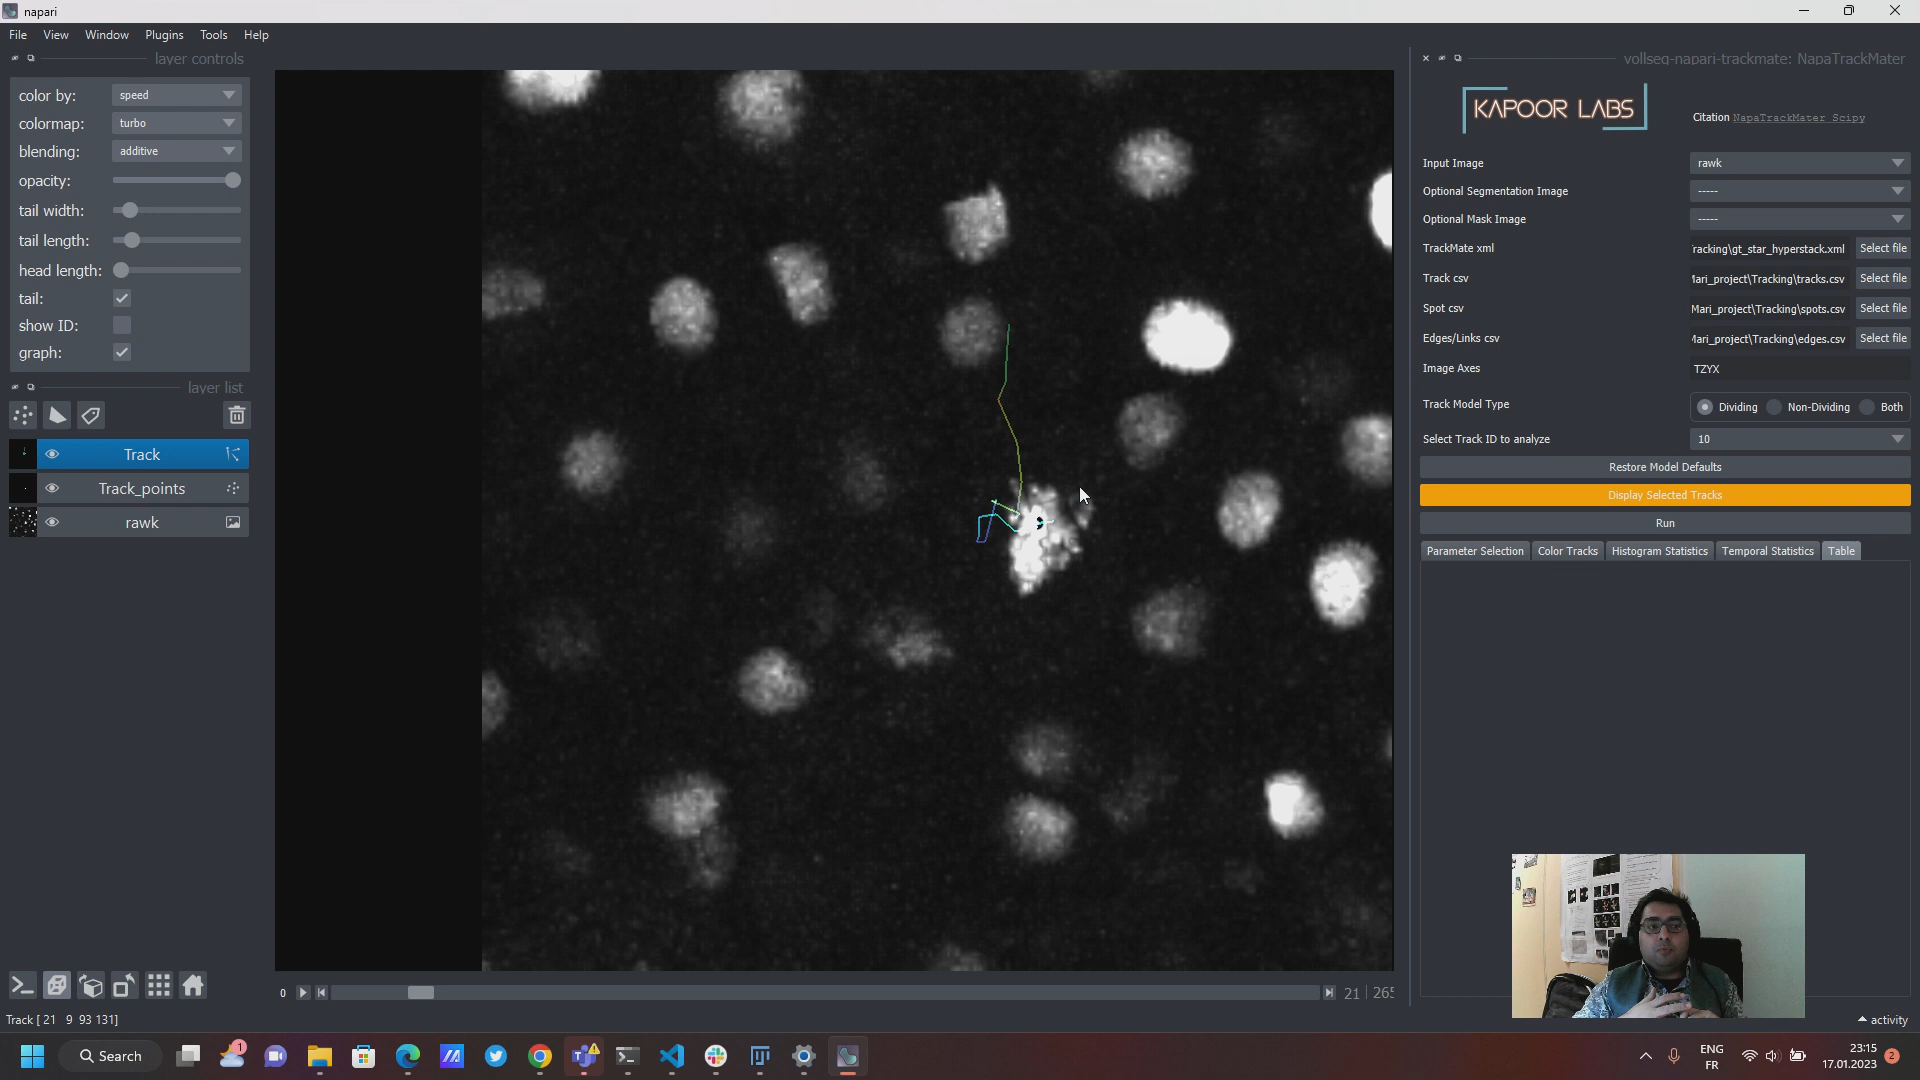 napari
File View Window Plugins Tools Help
layer controls
color by: speed
colormap: turbo
blending: additive
opacity:
tail width:
tail length:
head length:
tail:
show ID:
graph:
layer list
Track
Track_points
rawk
0
21 | 265
Track [ 21 9 93 131]
vollseg-napari-trackmate: NapaTrackMater
KAPOOR LABS
Citation NapaTrackMater Scipy
Input Image rawk
Optional Segmentation Image -----
Optional Mask Image -----
TrackMate xml racking\gt_star_hyperstack.xml Select file
Track csv Mari_project\Tracking\tracks.csv Select file
Spot csv Mari_project\Tracking\spots.csv Select file
Edges/Links csv Mari_project\Tracking\edges.csv Select file
Image Axes TZYX
Track Model Type Dividing Non-Dividing Both
Select Track ID to analyze 10
Restore Model Defaults
Display Selected Tracks
Run
Parameter Selection Color Tracks Histogram Statistics Temporal Statistics Table
activity
Search
1
ENG
FR
23:15
17.01.2023
2